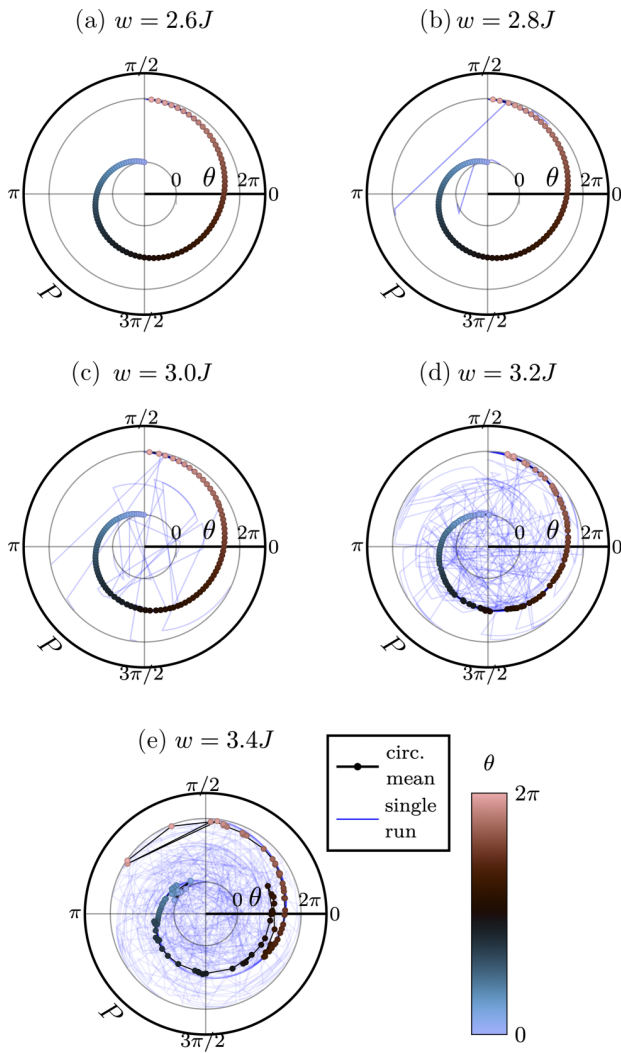 (a) w = 2.6J
π/2
π
0
θ
2π
0
P
3π/2
(b) w = 2.8J
π/2
π
0
θ
2π
0
P
3π/2
(c) w = 3.0J
π/2
π
0
θ
2π
0
P
3π/2
(d) w = 3.2J
π/2
π
0
θ
2π
0
P
3π/2
(e) w = 3.4J
π/2
π
0
θ
2π
0
P
3π/2
circ.
mean
single
run
θ
2π
0